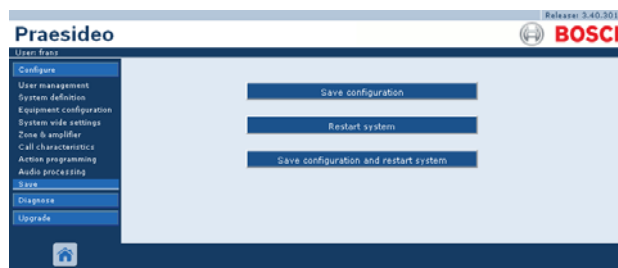 Release: 3.40.301
Praesideo
BOSCH
User: frans
Configure
User management
System definition
Equipment configuration
System wide settings
Zone & amplifier
Call characteristics
Action programming
Audio processing
Save
Diagnose
Upgrade
Save configuration
Restart system
Save configuration and restart system